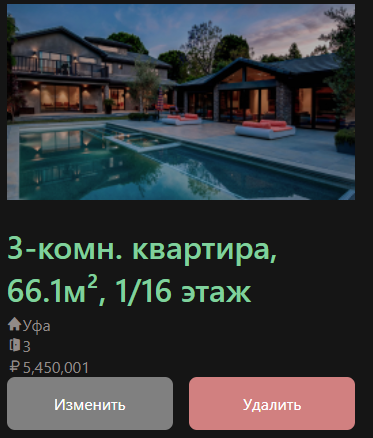 3-комн. квартира,
66.1м², 1/16 этаж
Уфа
3
₽ 5,450,001
Изменить
Удалить